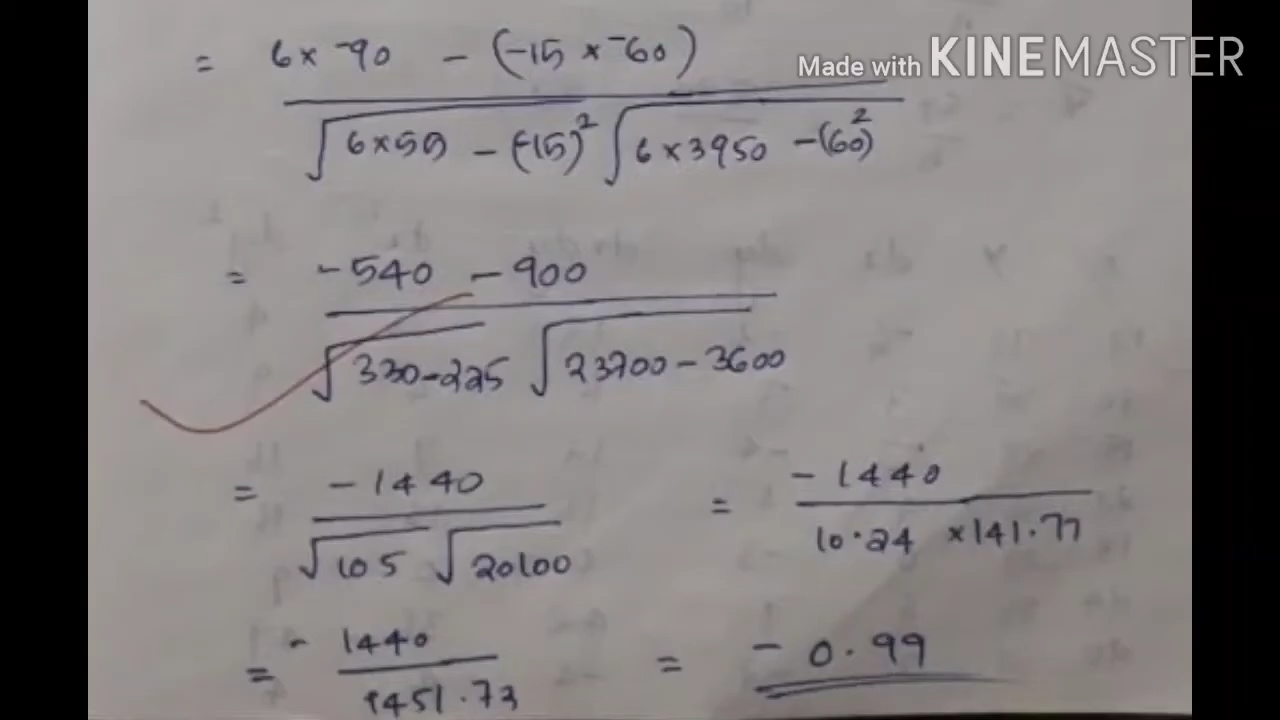 Made with KINEMASTER
= 6 × -90 - (-15 × -60)
√6×55 - (-15)² √6 × 3950 - (60)²
= -540 - 900
√330-225 √23700 - 3600
= -1440 = -1440
√105 √20100 10.24 × 141.77
= - 1440 = - 0.99
1451.73